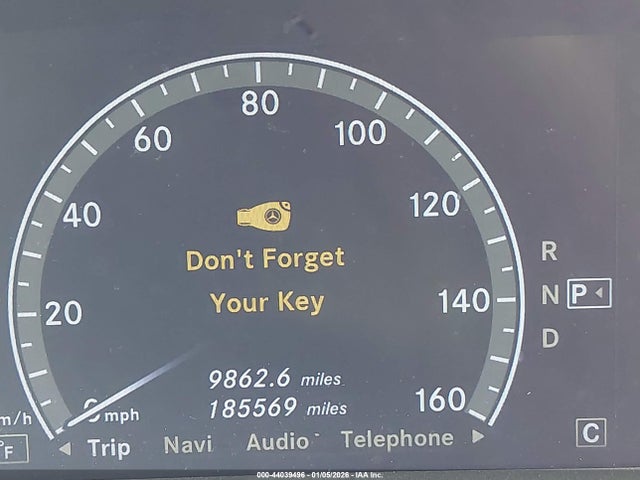 80
60
100
40
120
Don't Forget
Your Key
R
N P
D
20
140
9862.6 miles
185569 miles
160
0 mph
m/h
°F
Trip Navi Audio Telephone
C
000-44039496 - 01/05/2026 - IAA Inc.